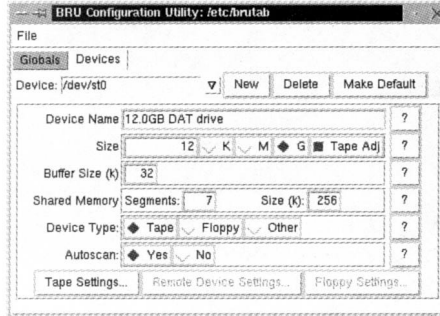 BRU Configuration Utility: /etc/brutab
File
Globals Devices
Device: /dev/st0 New Delete Make Default
Device Name 12.0GB DAT drive ?
Size 12 K M G Tape Adj ?
Buffer Size (k) 32 ?
Shared Memory Segments: 7 Size (k): 256 ?
Device Type: Tape Floppy Other ?
Autoscan: Yes No ?
Tape Settings... Remote Device Settings... Floppy Settings...